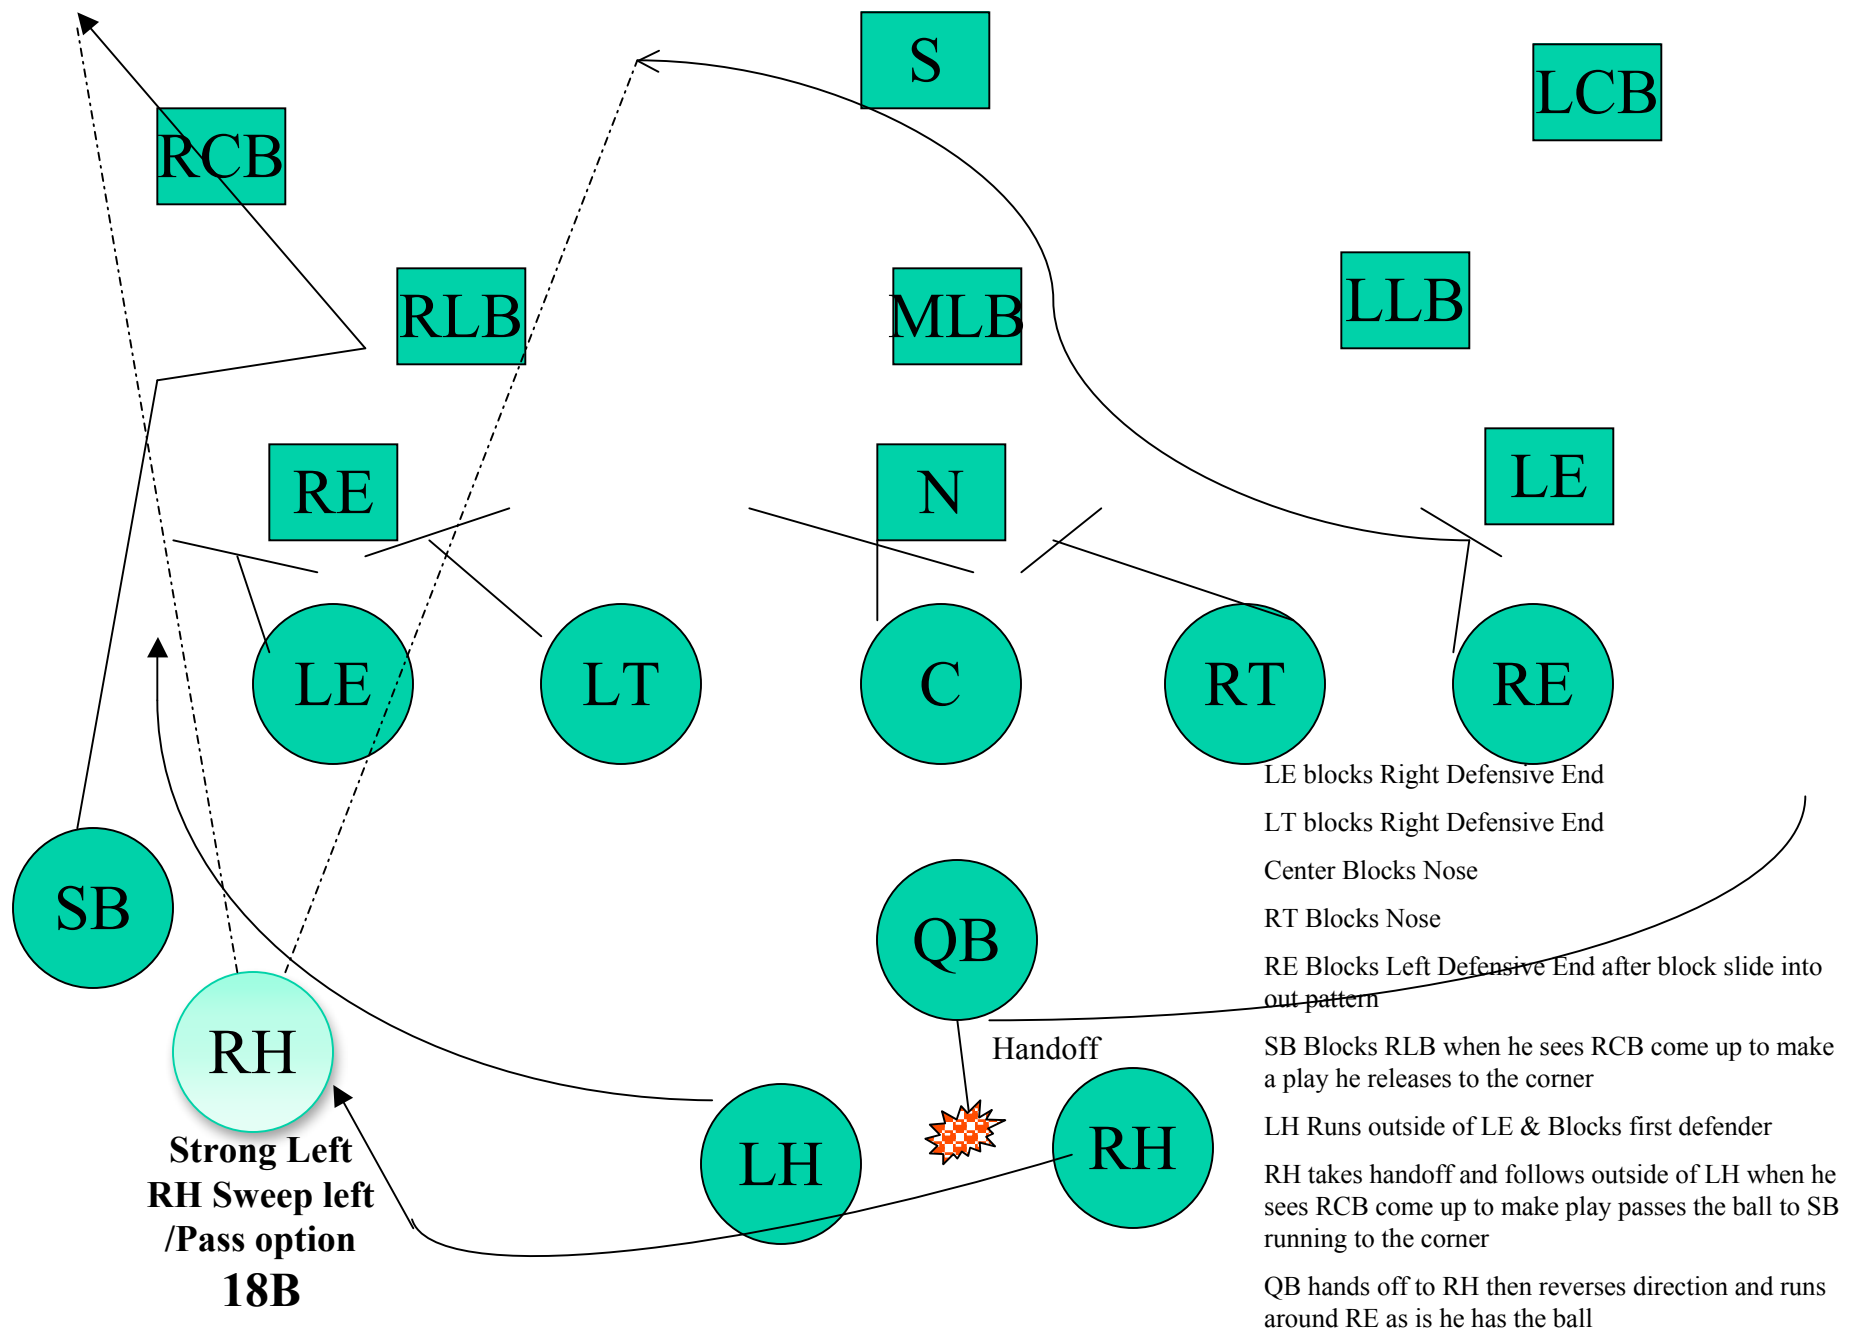 S
LCB
RCB
RLB
MLB
LLB
RE
N
LE
LE
LT
C
RT
RE
SB
QB
RH
Handoff
LH
RH
Strong Left
RH Sweep left
/Pass option
18B
LE blocks Right Defensive End
LT blocks Right Defensive End
Center Blocks Nose
RT Blocks Nose
RE Blocks Left Defensive End after block slide into
out pattern
SB Blocks RLB when he sees RCB come up to make
a play he releases to the corner
LH Runs outside of LE & Blocks first defender
RH takes handoff and follows outside of LH when he
sees RCB come up to make play passes the ball to SB
running to the corner
QB hands off to RH then reverses direction and runs
around RE as is he has the ball